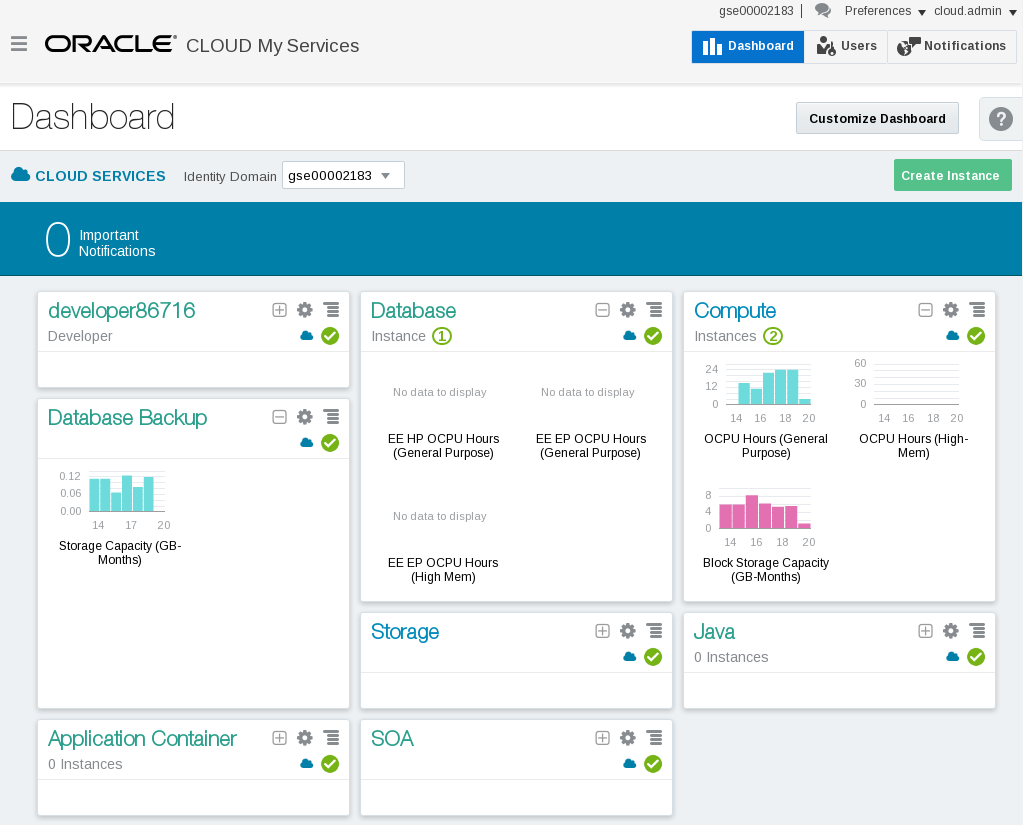 gse00002183 Preferences cloud.admin
ORACLE CLOUD My Services
Dashboard Users Notifications
Dashboard
Customize Dashboard
?
CLOUD SERVICES Identity Domain gse00002183
Create Instance
0 Important
Notifications
developer86716
Developer
Database
Instance 1
No data to display No data to display
EE HP OCPU Hours
(General Purpose)
EE EP OCPU Hours
(General Purpose)
No data to display
EE EP OCPU Hours
(High Mem)
Compute
Instances 2
24
12
0
14 16 18 20
OCPU Hours (General
Purpose)
60
30
0
14 16 18 20
OCPU Hours (High-
Mem)
8
4
0
14 16 18 20
Block Storage Capacity
(GB-Months)
Database Backup
0.12
0.06
0.00
14 17 20
Storage Capacity (GB-
Months)
Storage
Java
0 Instances
Application Container
0 Instances
SOA